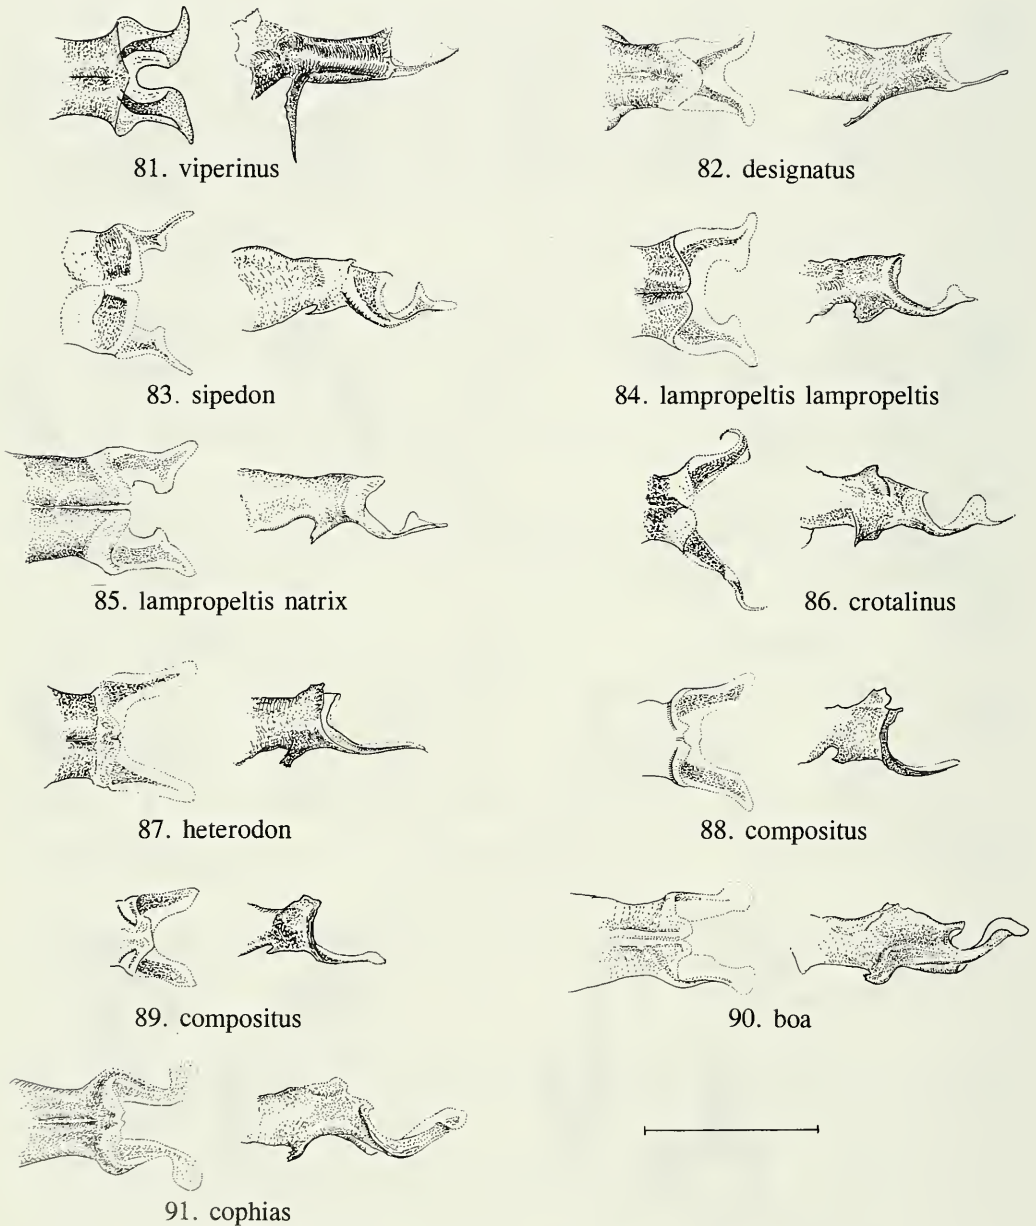 81. viperinus
82. designatus
83. sipedon
84. lampropeltis lampropeltis
85. lampropeltis natrix
86. crotalinus
87. heterodon
88. compositus
89. compositus
90. boa
91. cophias